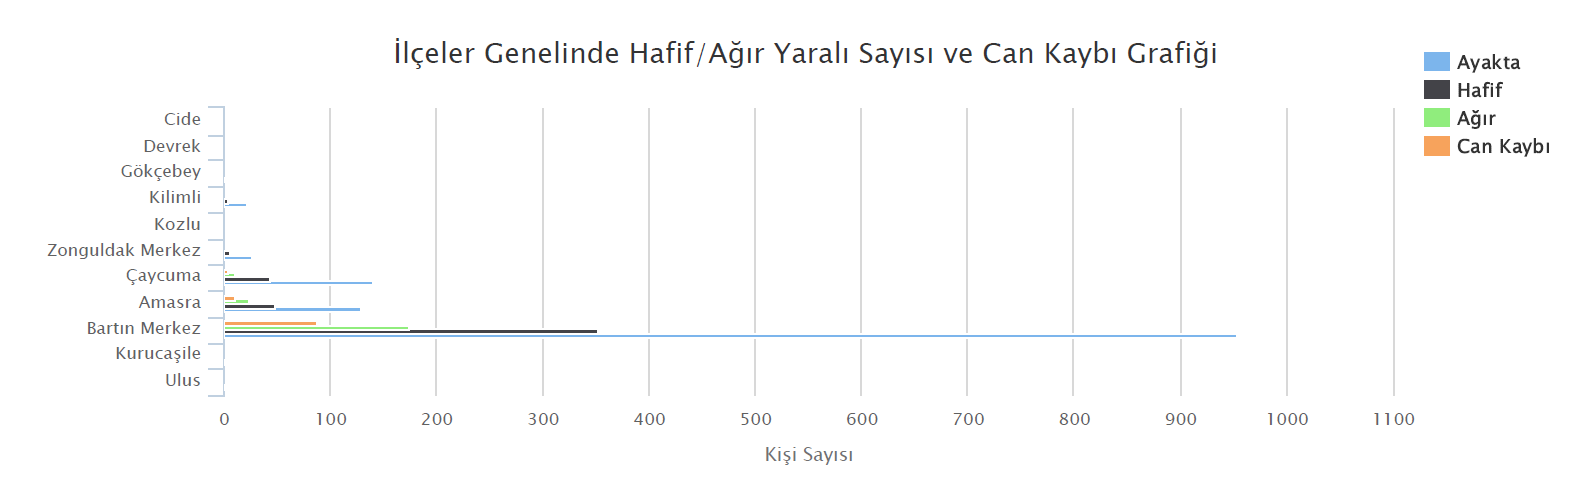 İlçeler Genelinde Hafif/Ağır Yaralı Sayısı ve Can Kaybı Grafiği
Ayakta
Hafif
Ağır
Can Kaybı
Cide
Devrek
Gökçebey
Kilimli
Kozlu
Zonguldak Merkez
Çaycuma
Amasra
Bartın Merkez
Kurucaşile
Ulus
0 100 200 300 400 500 600 700 800 900 1000 1100
Kişi Sayısı